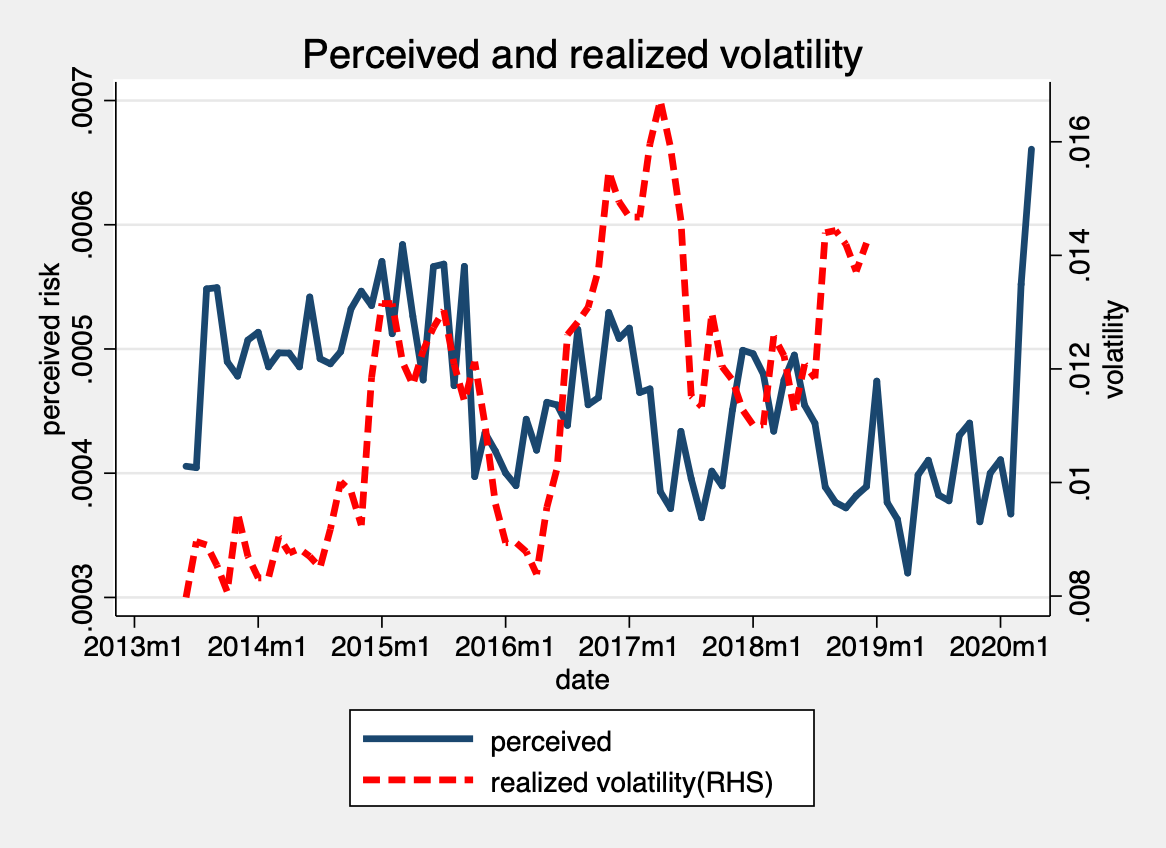 Perceived and realized volatility
perceived risk
.0007
.0006
.0005
.0004
.0003
.016
.014
.012
.01
.008
volatility
2013m1 2014m1 2015m1 2016m1 2017m1 2018m1 2019m1 2020m1
date
perceived
realized volatility(RHS)